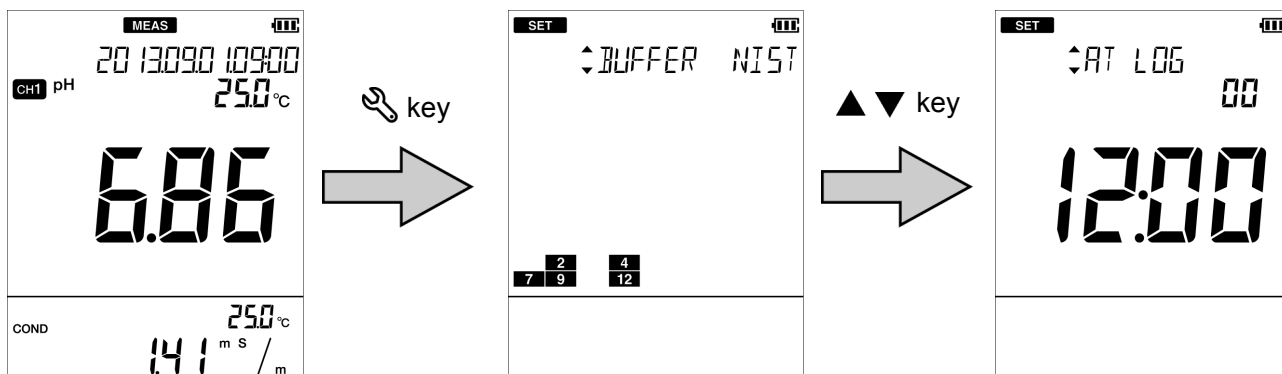 MEAS
2013.09.01.09:00
CH1 pH
25.0 °C
6.86
COND
25.0 °C
1.41 m S / m
key
SET
BUFFER NIST
2 4
7 9 12
▲ ▼ key
SET
AT LOG
00
12:00